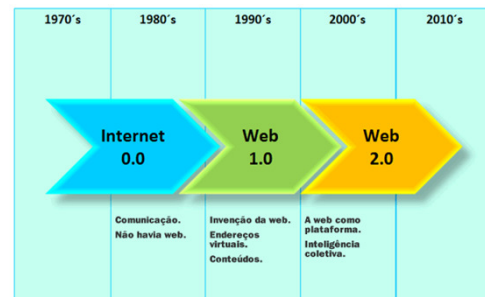 1970´s 1980´s 1990´s 2000´s 2010´s
Internet
0.0
Web
1.0
Web
2.0
Comunicação.
Não havia web.
Invenção da web.
Endereços
virtuais.
Conteúdos.
A web como
plataforma.
Inteligência
coletiva.